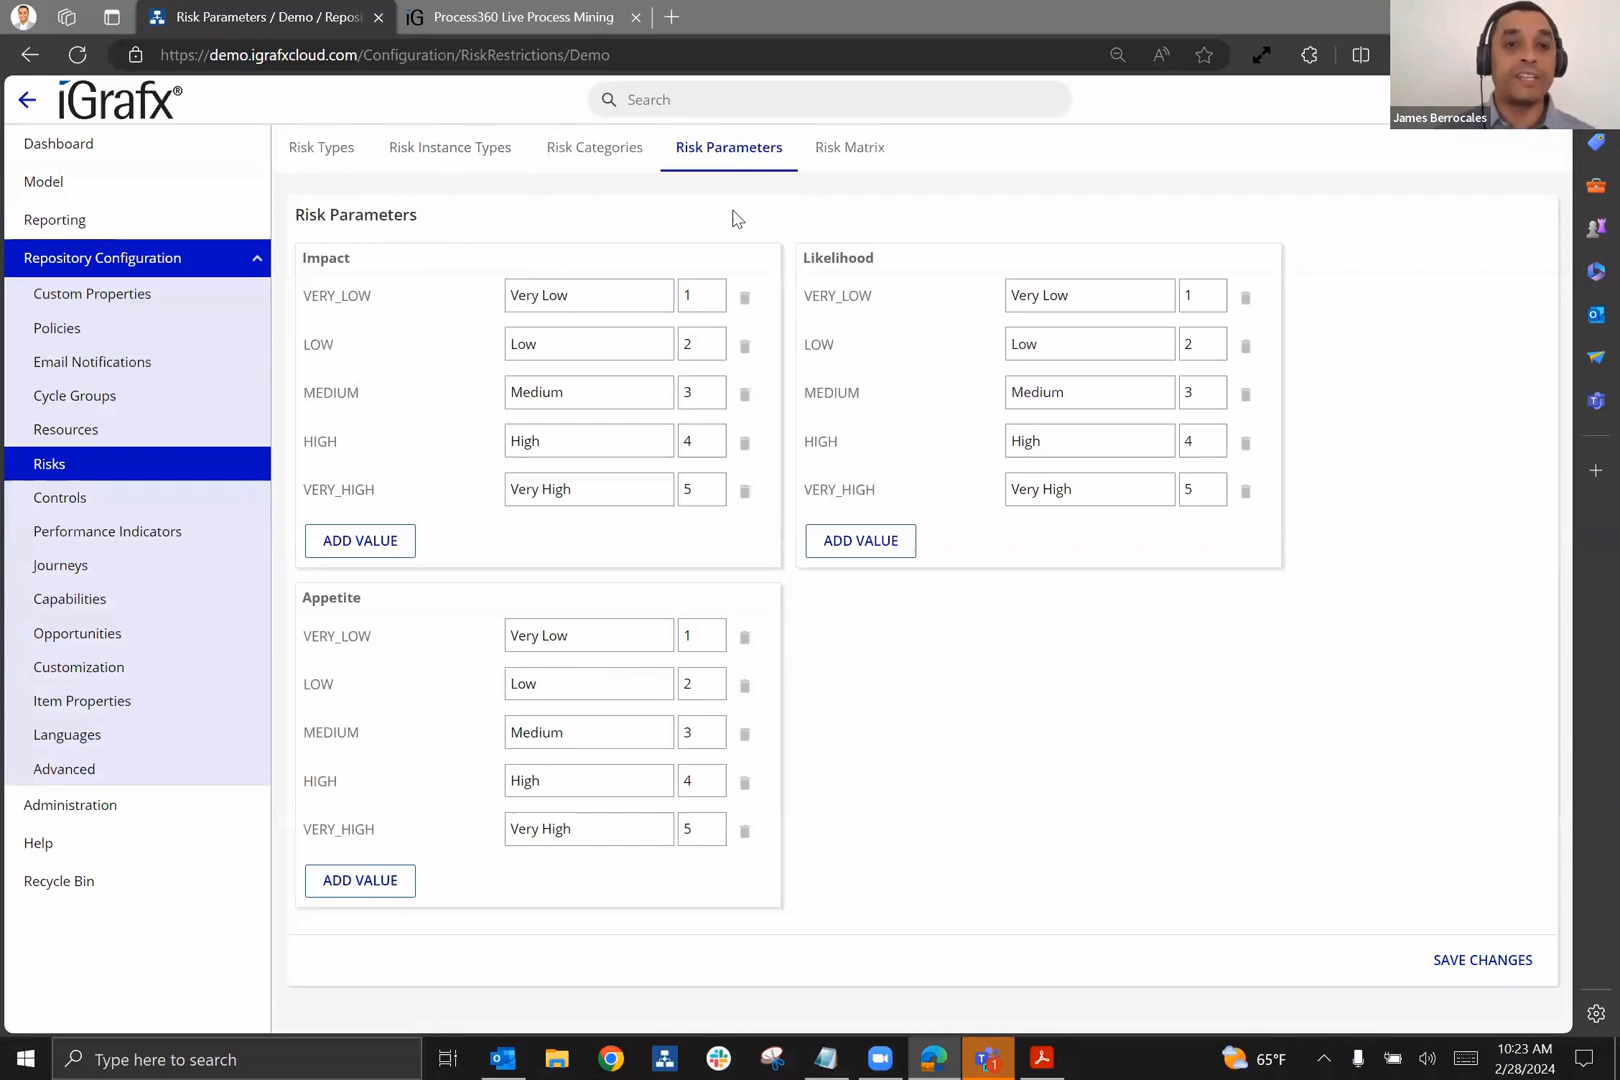 Risk Parameters / Demo / Reposi
Process360 Live Process Mining
https://demo.igrafxcloud.com/Configuration/RiskRestrictions/Demo
James Berrocales
iGrafx®
Search
Dashboard
Model
Reporting
Repository Configuration
Custom Properties
Policies
Email Notifications
Cycle Groups
Resources
Risks
Controls
Performance Indicators
Journeys
Capabilities
Opportunities
Customization
Item Properties
Languages
Advanced
Administration
Help
Recycle Bin
Risk Types
Risk Instance Types
Risk Categories
Risk Parameters
Risk Matrix
Risk Parameters
Impact
VERY_LOW Very Low 1
LOW Low 2
MEDIUM Medium 3
HIGH High 4
VERY_HIGH Very High 5
ADD VALUE
Likelihood
VERY_LOW Very Low 1
LOW Low 2
MEDIUM Medium 3
HIGH High 4
VERY_HIGH Very High 5
ADD VALUE
Appetite
VERY_LOW Very Low 1
LOW Low 2
MEDIUM Medium 3
HIGH High 4
VERY_HIGH Very High 5
ADD VALUE
SAVE CHANGES
Type here to search
65°F
10:23 AM
2/28/2024